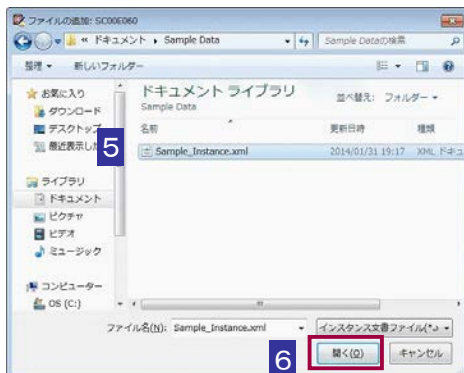 ファイルの追加: SC00E060
« ドキュメント ▸ Sample Data
Sample Dataの検索
整理 ▼ 新しいフォルダー
お気に入り
ダウンロード
デスクトップ
最近表示した
ライブラリ
ドキュメント
ピクチャ
ビデオ
ミュージック
コンピューター
OS (C:)
ドキュメント ライブラリ
Sample Data
並べ替え: フォルダー ▼
名前 更新日時 種類
Sample_Instance.xml 2014/01/31 19:17 XML ドキュ
5
ファイル名(N): Sample_Instance.xml
インスタンス文書ファイル(*.
6
開く(O) キャンセル